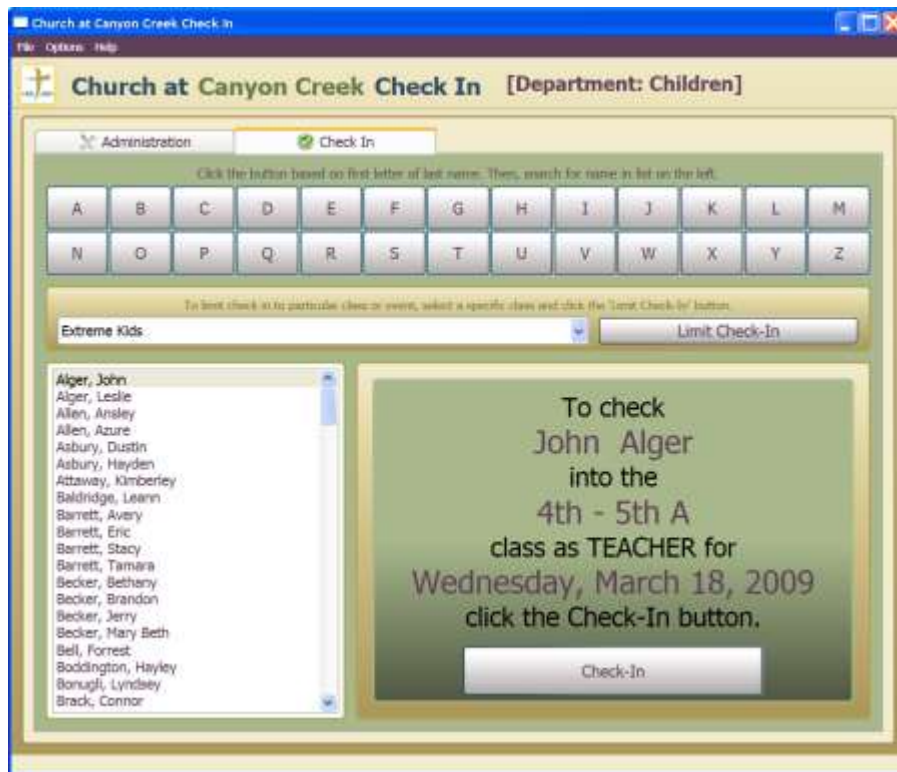 Church at Canyon Creek Check In
File Options Help
Church at Canyon Creek Check In [Department: Children]
Administration Check In
Click the button based on first letter of last name. Then, search for name in list on the left.
A B C D E F G H I J K L M
N O P Q R S T U V W X Y Z
To limit check in to particular class or event, select a specific class and click the 'Limit Check-In' button.
Extreme Kids Limit Check-In
Alger, John
Alger, Leslie
Allen, Ansley
Allen, Azure
Asbury, Dustin
Asbury, Hayden
Attaway, Kimberley
Baldridge, Leann
Barrett, Avery
Barrett, Eric
Barrett, Stacy
Barrett, Tamara
Becker, Bethany
Becker, Brandon
Becker, Jerry
Becker, Mary Beth
Bell, Forrest
Boddington, Hayley
Bonugli, Lyndsey
Brack, Connor
To check
John Alger
into the
4th - 5th A
class as TEACHER for
Wednesday, March 18, 2009
click the Check-In button.
Check-In